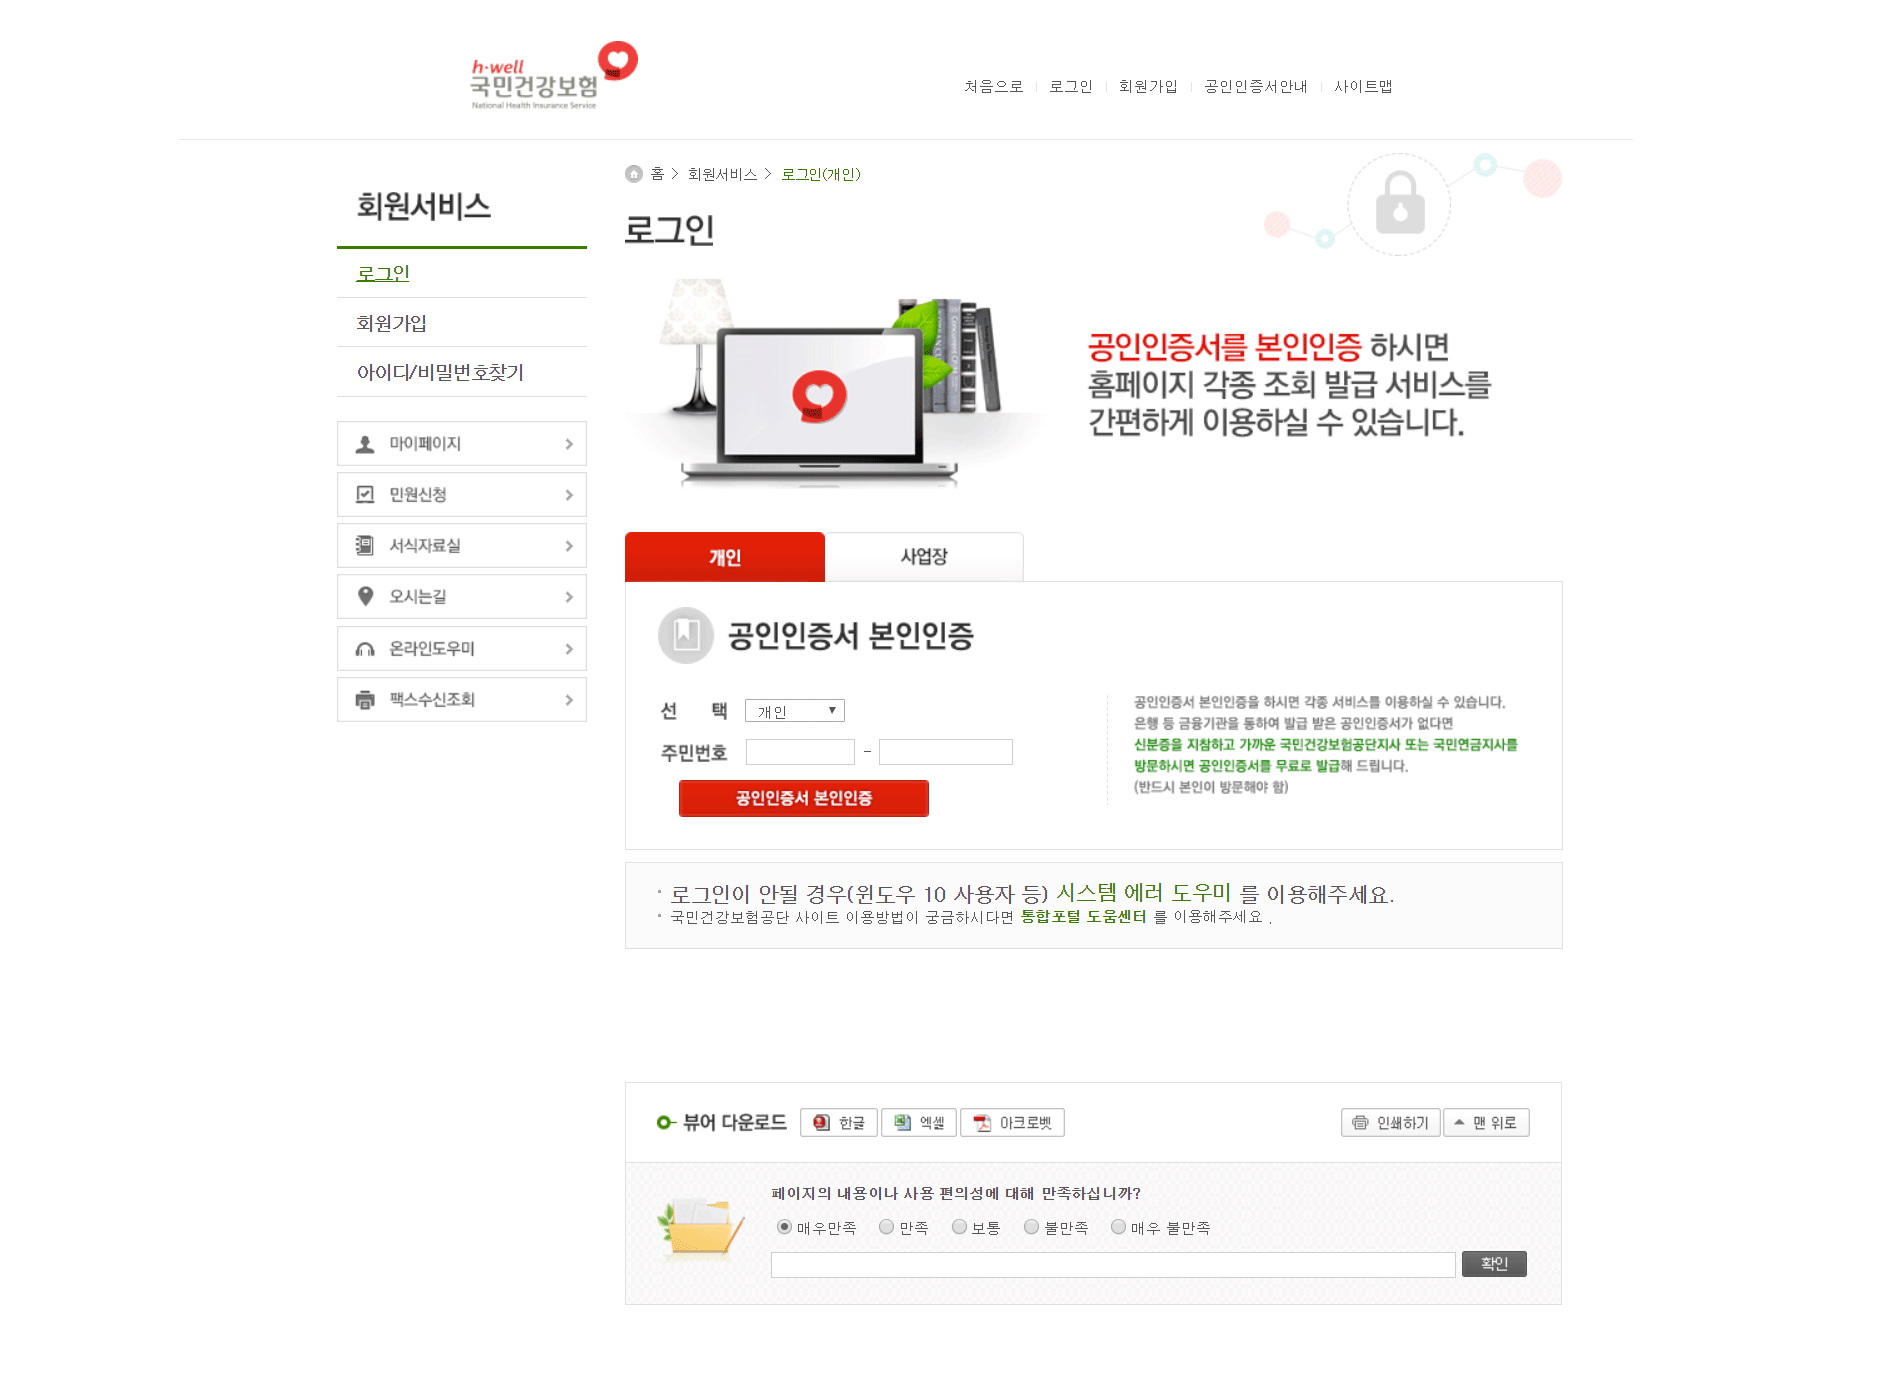 h·well
국민건강보험
National Health Insurance Service
처음으로 로그인 회원가입 공인인증서안내 사이트맵
홈 > 회원서비스 > 로그인(개인)
회원서비스
로그인
회원가입
아이디/비밀번호찾기
마이페이지
민원신청
서식자료실
오시는길
온라인도우미
팩스수신조회
로그인
공인인증서를 본인인증 하시면
홈페이지 각종 조회 발급 서비스를
간편하게 이용하실 수 있습니다.
개인 사업장
공인인증서 본인인증
선 택 개인
주민번호 -
공인인증서 본인인증
공인인증서 본인인증을 하시면 각종 서비스를 이용하실 수 있습니다.
은행 등 금융기관을 통하여 발급 받은 공인인증서가 없다면
신분증을 지참하고 가까운 국민건강보험공단지사 또는 국민연금지사를
방문하시면 공인인증서를 무료로 발급해 드립니다.
(반드시 본인이 방문해야 함)
로그인이 안될 경우(윈도우 10 사용자 등) 시스템 에러 도우미 를 이용해주세요.
국민건강보험공단 사이트 이용방법이 궁금하시다면 통합포털 도움센터 를 이용해주세요 .
뷰어 다운로드 한글 엑셀 아크로벳 인쇄하기 맨 위로
페이지의 내용이나 사용 편의성에 대해 만족하십니까?
매우만족 만족 보통 불만족 매우 불만족
확인